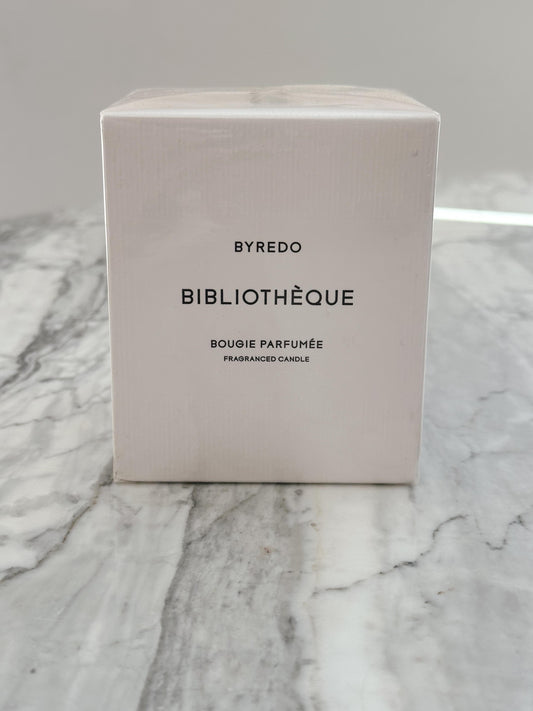 BYREDO
BIBLIOTHÈQUE
BOUGIE PARFUMÉE
FRAGRANCED CANDLE